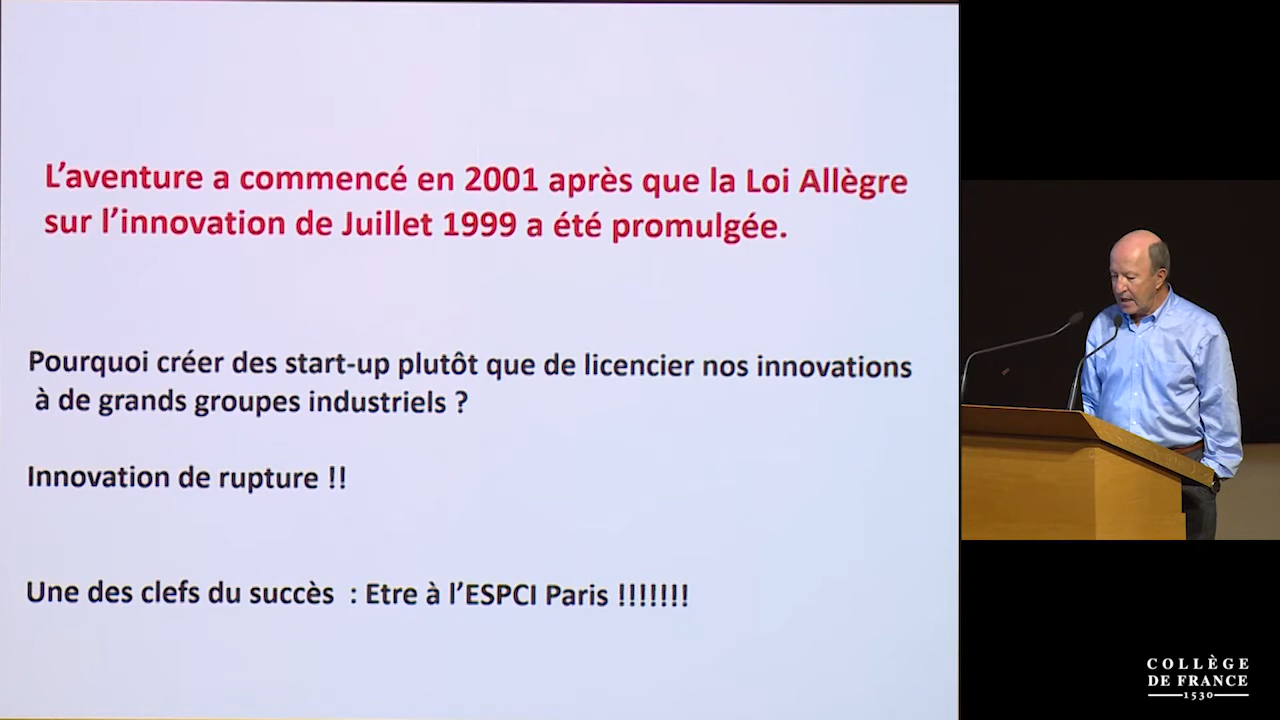 L'aventure a commencé en 2001 après que la Loi Allègre
sur l'innovation de Juillet 1999 a été promulgée.
Pourquoi créer des start-up plutôt que de licencier nos innovations
à de grands groupes industriels ?
Innovation de rupture !!
Une des clefs du succès : Etre à l'ESPCI Paris !!!!!!!
COLLÈGE
DE FRANCE
1530